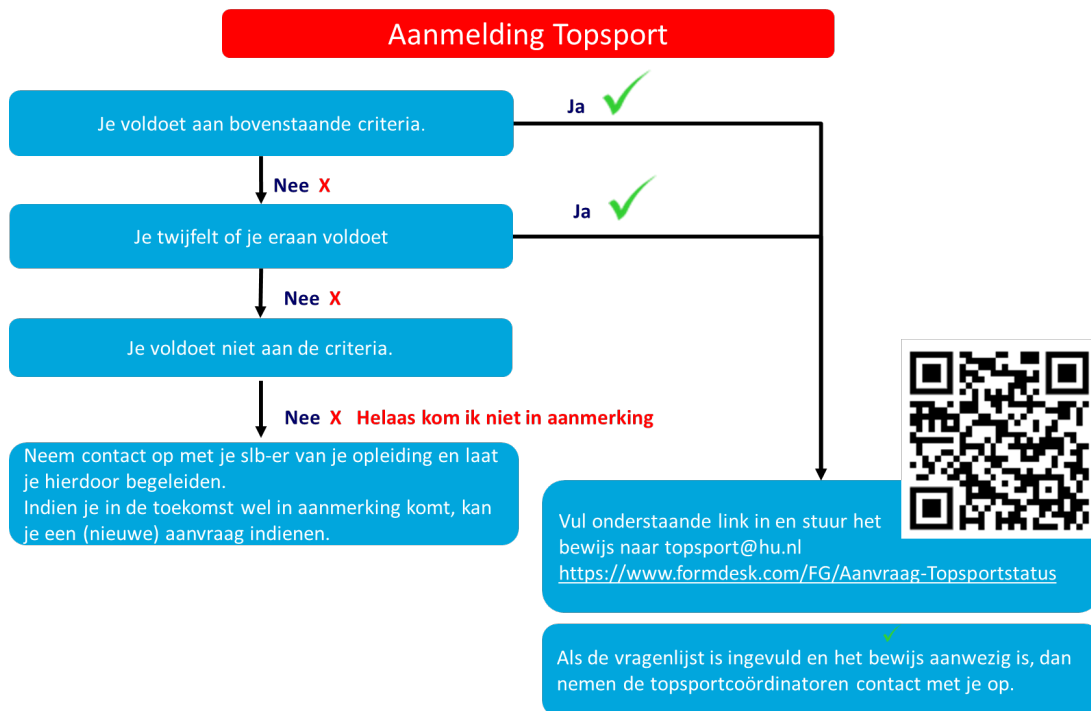 Aanmelding Topsport
Je voldoet aan bovenstaande criteria.
Ja
Nee X
Je twijfelt of je eraan voldoet
Ja
Nee X
Je voldoet niet aan de criteria.
Nee X Helaas kom ik niet in aanmerking
Neem contact op met je slb-er van je opleiding en laat
je hierdoor begeleiden.
Indien je in de toekomst wel in aanmerking komt, kan
je een (nieuwe) aanvraag indienen.
Vul onderstaande link in en stuur het
bewijs naar topsport@hu.nl
https://www.formdesk.com/FG/Aanvraag-Topsportstatus
Als de vragenlijst is ingevuld en het bewijs aanwezig is, dan
nemen de topsportcoördinatoren contact met je op.